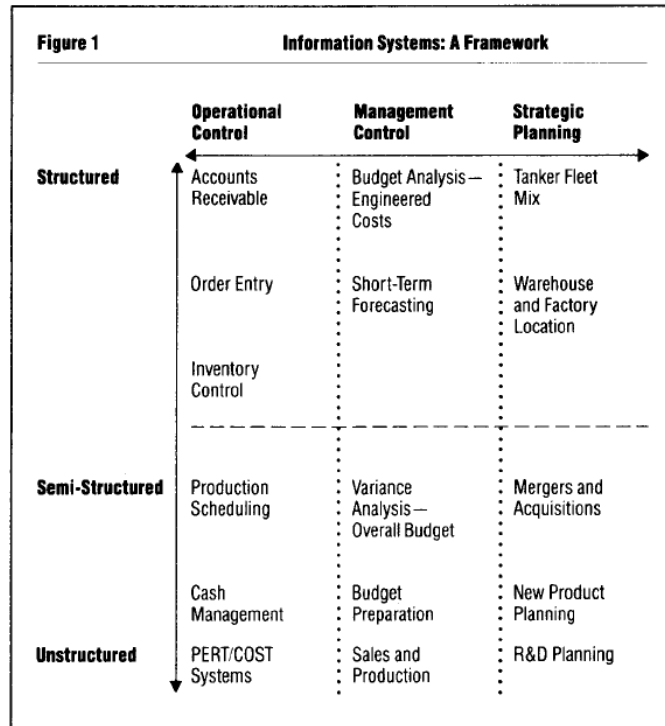 Figure 1 Information Systems: A Framework
Operational Control
Management Control
Strategic Planning
Structured
Accounts Receivable
Budget Analysis—Engineered Costs
Tanker Fleet Mix
Order Entry
Short-Term Forecasting
Warehouse and Factory Location
Inventory Control
Semi-Structured
Production Scheduling
Variance Analysis—Overall Budget
Mergers and Acquisitions
Cash Management
Budget Preparation
New Product Planning
Unstructured
PERT/COST Systems
Sales and Production
R&D Planning